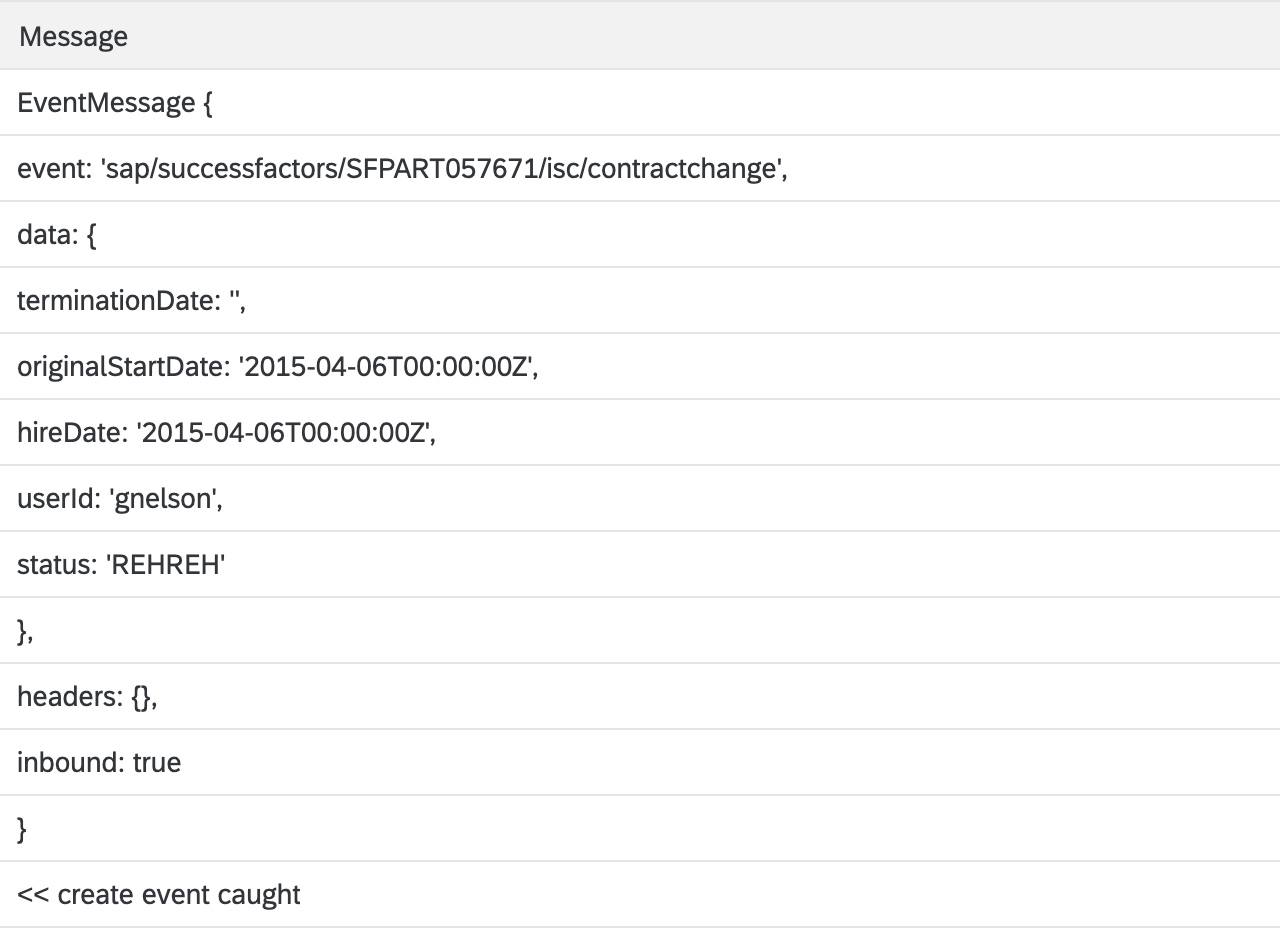 Message
EventMessage {
event: 'sap/successfactors/SFPART057671/isc/contractchange',
data: {
terminationDate: '',
originalStartDate: '2015-04-06T00:00:00Z',
hireDate: '2015-04-06T00:00:00Z',
userId: 'gnelson',
status: 'REHREH'
},
headers: {},
inbound: true
}
<< create event caught